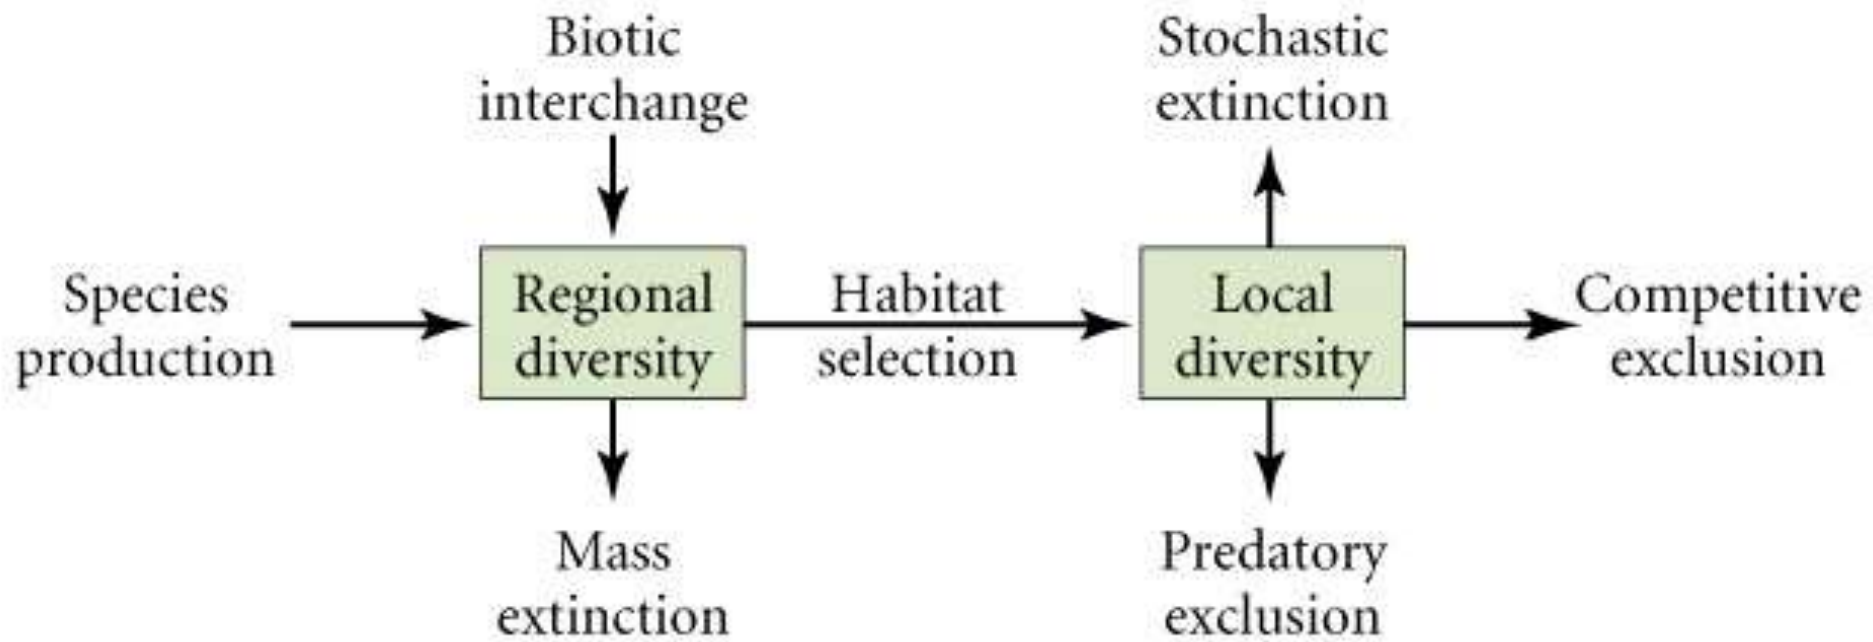 Biotic
interchange
Stochastic
extinction
Species
production
Regional
diversity
Habitat
selection
Local
diversity
Competitive
exclusion
Mass
extinction
Predatory
exclusion